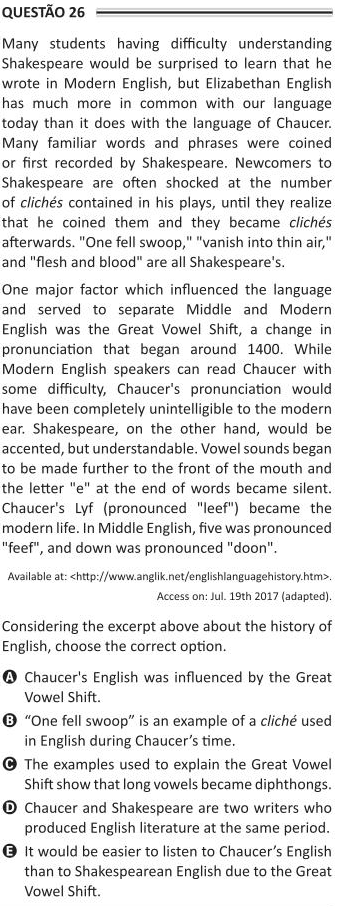 QUESTÃO 26
Many students having difficulty understanding
Shakespeare would be surprised to learn that he
wrote in Modern English, but Elizabethan English
has much more in common with our language
today than it does with the language of Chaucer.
Many familiar words and phrases were coined
or first recorded by Shakespeare. Newcomers to
Shakespeare are often shocked at the number
of clichés contained in his plays, until they realize
that he coined them and they became clichés
afterwards. "One fell swoop," "vanish into thin air,"
and "flesh and blood" are all Shakespeare's.
One major factor which influenced the language
and served to separate Middle and Modern
English was the Great Vowel Shift, a change in
pronunciation that began around 1400. While
Modern English speakers can read Chaucer with
some difficulty, Chaucer's pronunciation would
have been completely unintelligible to the modern
ear. Shakespeare, on the other hand, would be
accented, but understandable. Vowel sounds began
to be made further to the front of the mouth and
the letter "e" at the end of words became silent.
Chaucer's Lyf (pronounced "leef") became the
modern life. In Middle English, five was pronounced
"feef", and down was pronounced "doon".
Available at: <http://www.anglik.net/englishlanguagehistory.htm>.
Access on: Jul. 19th 2017 (adapted).
Considering the excerpt above about the history of
English, choose the correct option.
A Chaucer's English was influenced by the Great
Vowel Shift.
B “One fell swoop” is an example of a cliché used
in English during Chaucer’s time.
C The examples used to explain the Great Vowel
Shift show that long vowels became diphthongs.
D Chaucer and Shakespeare are two writers who
produced English literature at the same period.
E It would be easier to listen to Chaucer’s English
than to Shakespearean English due to the Great
Vowel Shift.